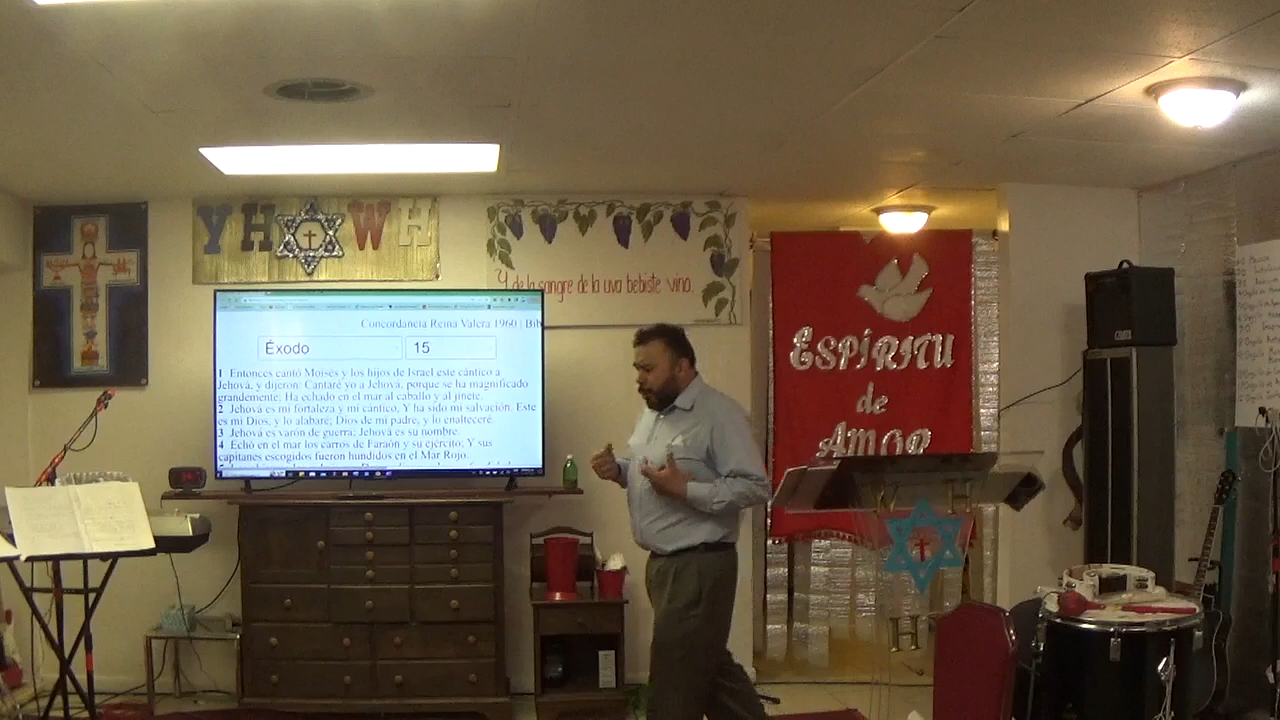 YHWH
Y de la sangre de la uva bebiste vino.
Concordancia Reina Valera 1960 | Bib
Éxodo
15
1 Entonces cantó Moisés y los hijos de Israel este cántico a
Jehová, y dijeron: Cantaré yo a Jehová, porque se ha magnificado
grandemente; Ha echado en el mar al caballo y al jinete.
2 Jehová es mi fortaleza y mi cántico, Y ha sido mi salvación. Este
es mi Dios, y lo alabaré; Dios de mi padre, y lo enalteceré.
3 Jehová es varón de guerra; Jehová es su nombre.
4 Echó en el mar los carros de Faraón y su ejército; Y sus
capitanes escogidos fueron hundidos en el Mar Rojo.
ESPÍRITU
de
AMOR
H
H